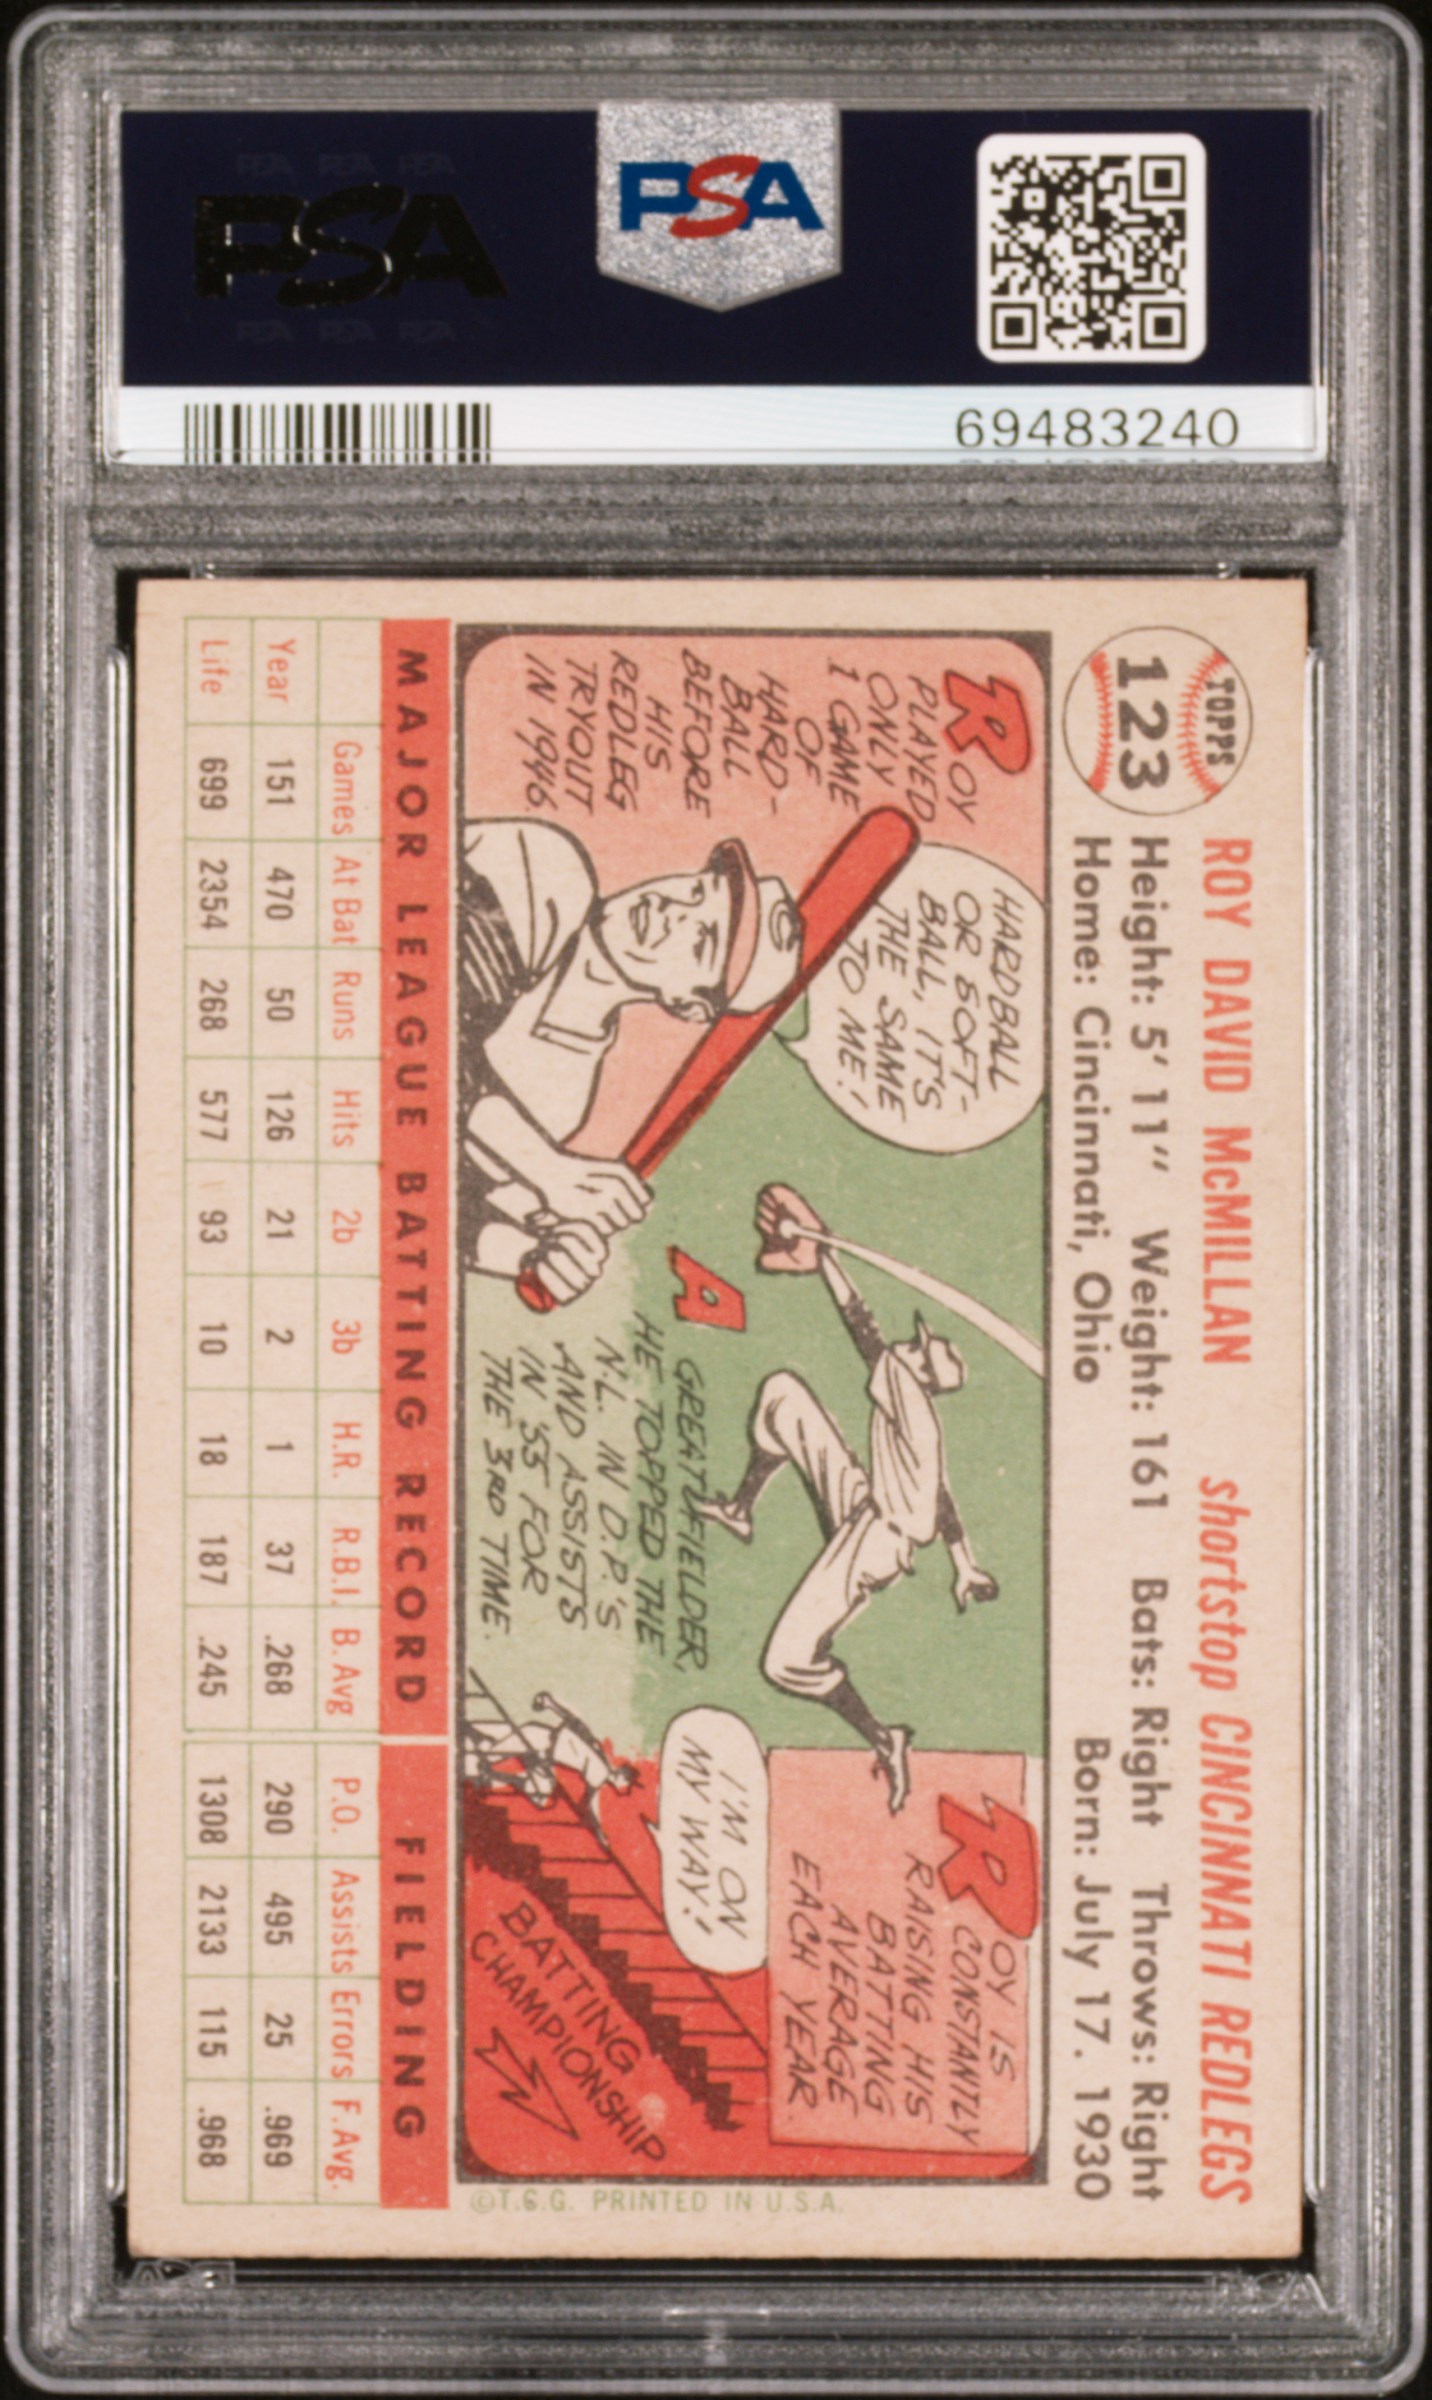 PSA
PSA
69483240
TOPPS
123
ROY DAVID McMILLAN shortstop CINCINNATI REDLEGS
Height: 5' 11" Weight: 161 Bats: Right Throws: Right
Home: Cincinnati, Ohio Born: July 17. 1930
ROY
PLAYED
ONLY
1 GAME
OF
HARD-
BALL
BEFORE
HIS
REDLEG
TRYOUT
IN 1946.
HARDBALL
OR SOFT-
BALL, IT'S
THE SAME
TO ME!
C
A
GREAT FIELDER,
HE TOPPED THE
N.L. IN D.P.'S
AND ASSISTS
IN '55 FOR
THE 3RD TIME.
ROY IS
CONSTANTLY
RAISING HIS
BATTING
AVERAGE
EACH YEAR
I'M ON
MY WAY!
BATTING
CHAMPIONSHIP
MAJOR LEAGUE BATTING RECORD FIELDING
Games At Bat Runs Hits 2b 3b H.R. R.B.I. B. Avg P.O. Assists Errors F. Avg.
Year 151 470 50 126 21 2 1 37 .268 290 495 25 .969
Life 699 2354 268 577 93 10 18 187 .245 1308 2133 115 .968
©T.C.G. PRINTED IN U.S.A.
PSA
PSA